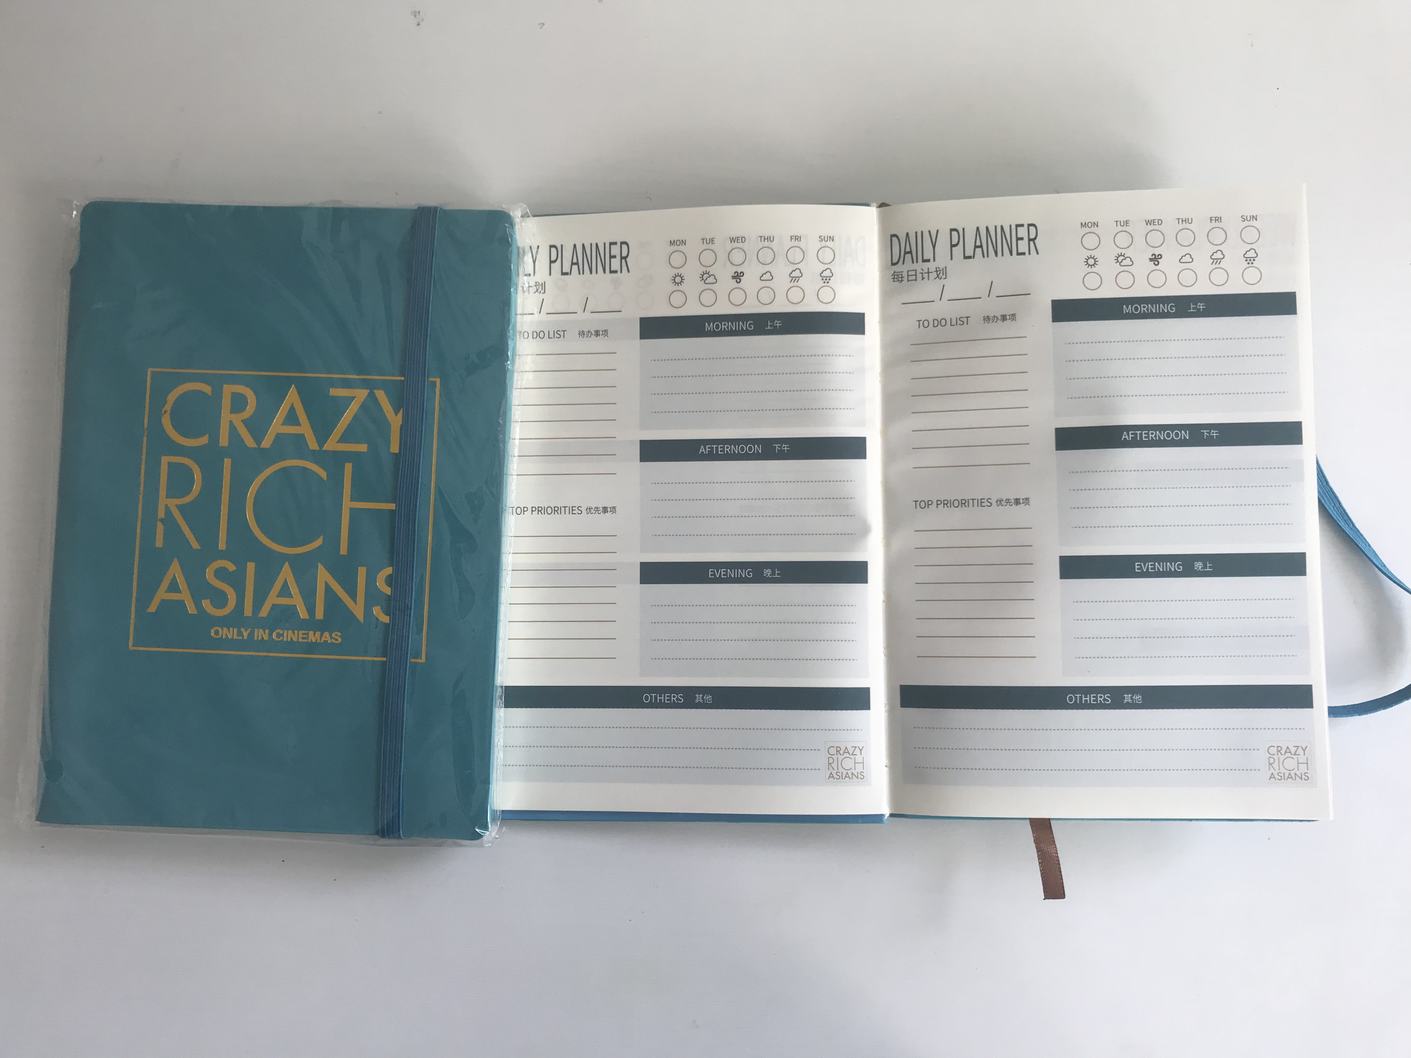 CRAZY
RICH
ASIANS
ONLY IN CINEMAS
LY PLANNER
计划
MON TUE WED THU FRI SUN
/ /
TO DO LIST 待办事项
TOP PRIORITIES 优先事项
MORNING 上午
AFTERNOON 下午
EVENING 晚上
OTHERS 其他
CRAZY
RICH
ASIANS
DAILY PLANNER
每日计划
MON TUE WED THU FRI SUN
/ /
TO DO LIST 待办事项
TOP PRIORITIES 优先事项
MORNING 上午
AFTERNOON 下午
EVENING 晚上
OTHERS 其他
CRAZY
RICH
ASIANS